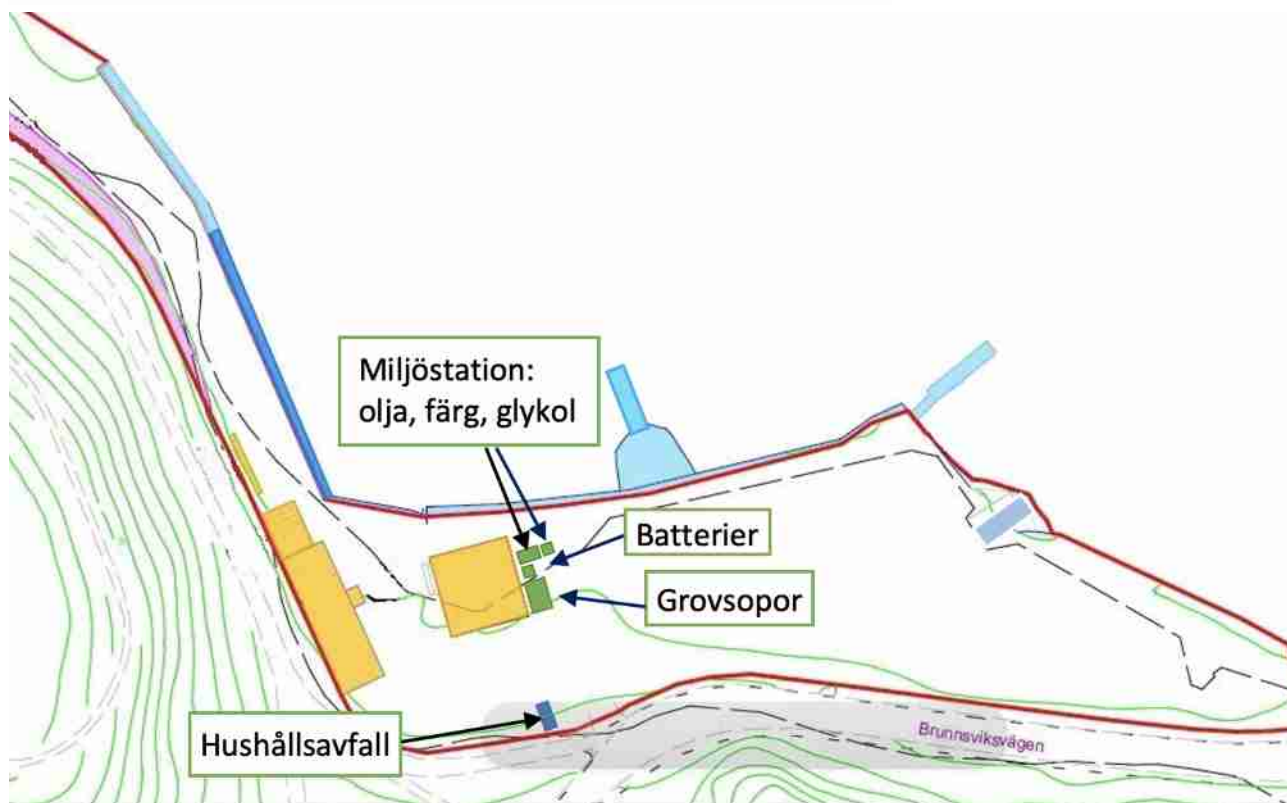 Miljöstation:
olja, färg, glykol
Batterier
Grovsopor
Hushållsavfall
Brunnsviksvägen